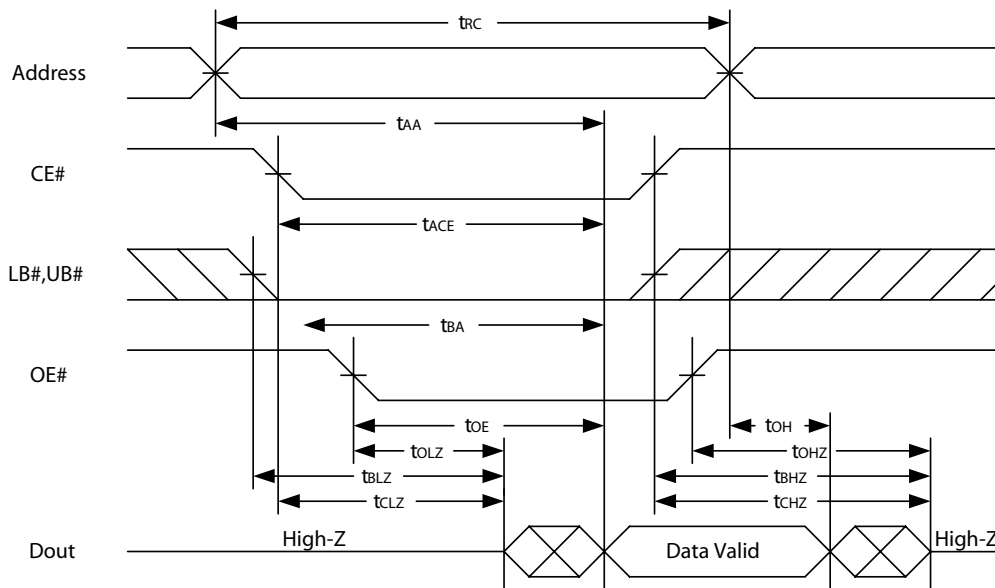 tRC
Address
tAA
CE#
tACE
LB#,UB#
tBA
OE#
tOE
tOH
tOLZ
tOHZ
tBLZ
tBHZ
tCLZ
tCHZ
Dout
High-Z
Data Valid
High-Z